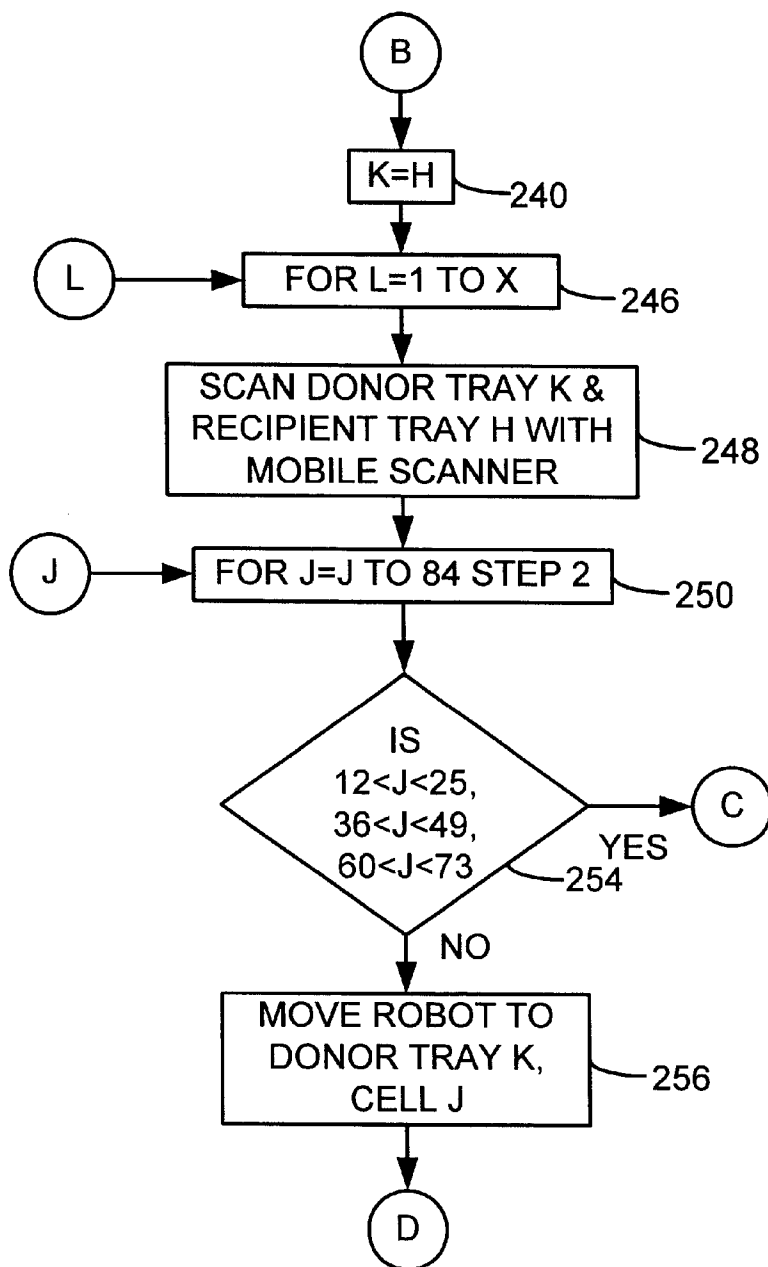 B
K=H
240
L
FOR L=1 TO X
246
SCAN DONOR TRAY K &
RECIPIENT TRAY H WITH
MOBILE SCANNER
248
J
FOR J=J TO 84 STEP 2
250
IS
12<J<25,
36<J<49,
60<J<73
254
YES
C
NO
MOVE ROBOT TO
DONOR TRAY K,
CELL J
256
D